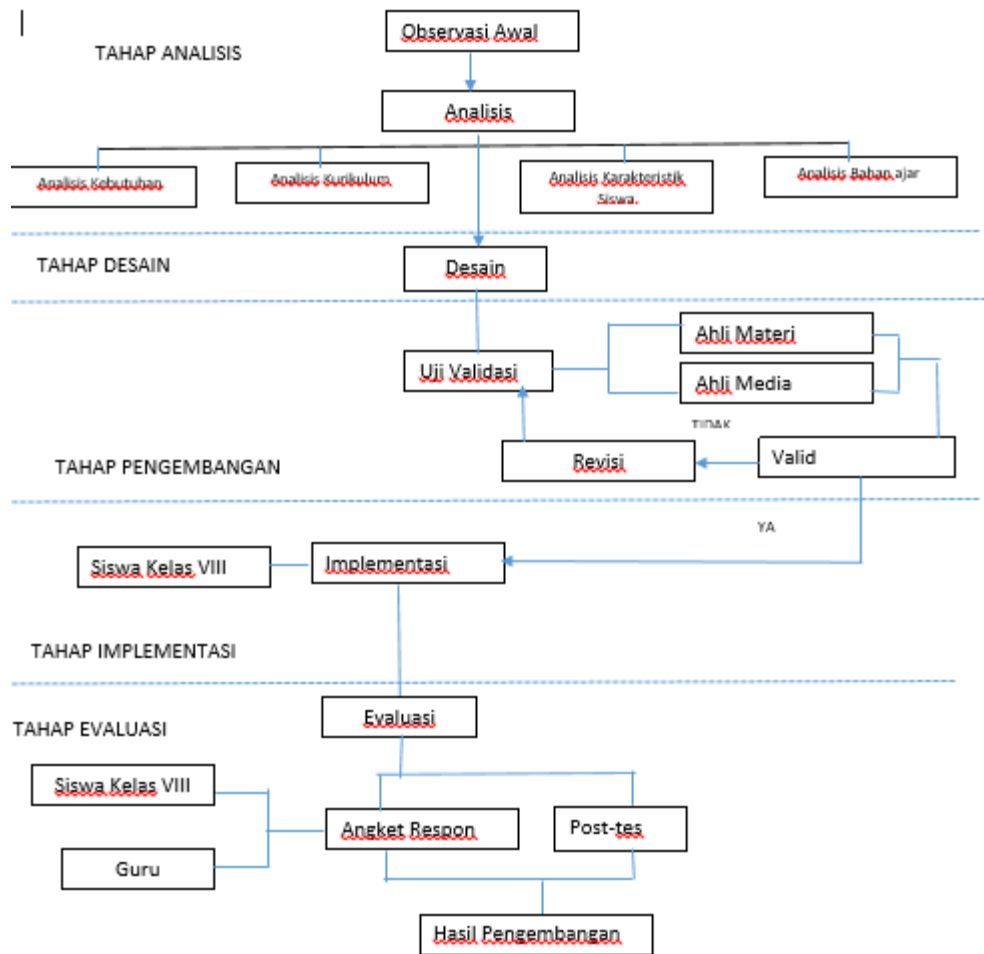 Observasi Awal
TAHAP ANALISIS
Analisis
Analisis Kebutuhan
Analisis Kurikulum
Analisis Karakteristik
Siswa.
Analisis Bahan ajar
TAHAP DESAIN
Desain
Ahli Materi
Uji Validasi
Ahli Media
TIDAK
TAHAP PENGEMBANGAN
Revisi
Valid
YA
Siswa Kelas VIII
Implementasi
TAHAP IMPLEMENTASI
Evaluasi
TAHAP EVALUASI
Siswa Kelas VIII
Angket Respon
Post-tes
Guru
Hasil Pengembangan